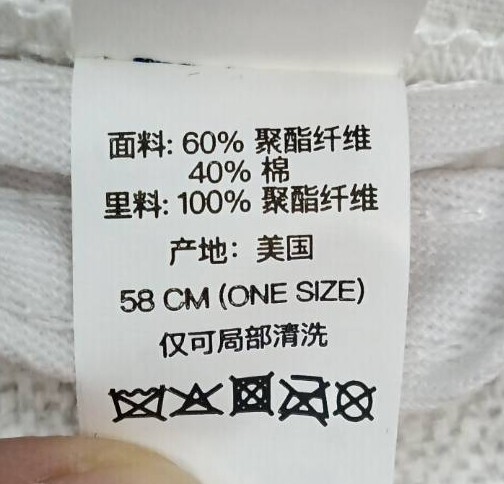 面料: 60% 聚酯纤维
40% 棉
里料: 100% 聚酯纤维
产地: 美国
58 CM (ONE SIZE)
仅可局部清洗